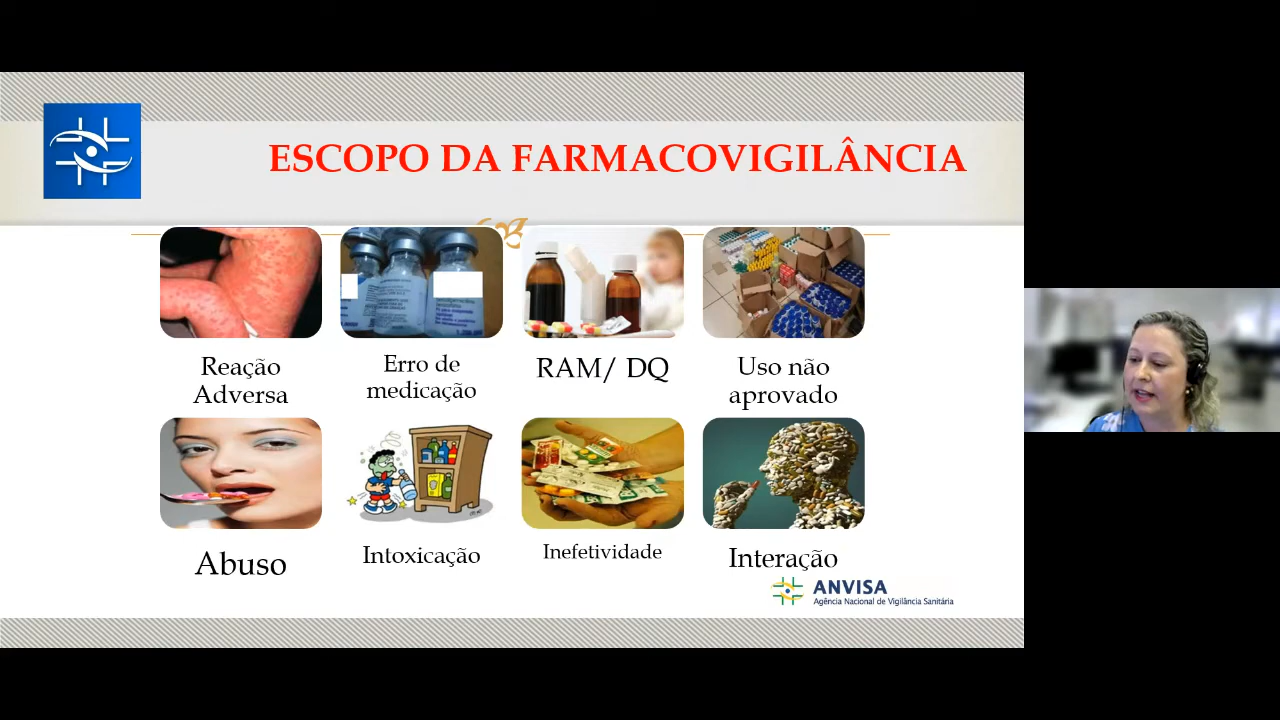 ESCOPO DA FARMACOVIGILÂNCIA
Reação
Adversa
Erro de
medicação
RAM/ DQ
Uso não
aprovado
Abuso
Intoxicação
Inefetividade
Interação
ANVISA
Agência Nacional de Vigilância Sanitária